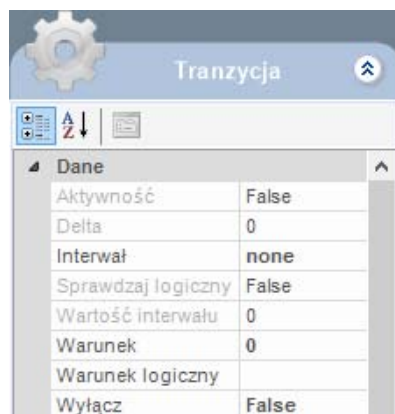 Tranzycja
A
Z
Dane
Aktywność False
Delta 0
Interwał none
Sprawdzaj logiczny False
Wartość interwału 0
Warunek 0
Warunek logiczny
Wyłącz False